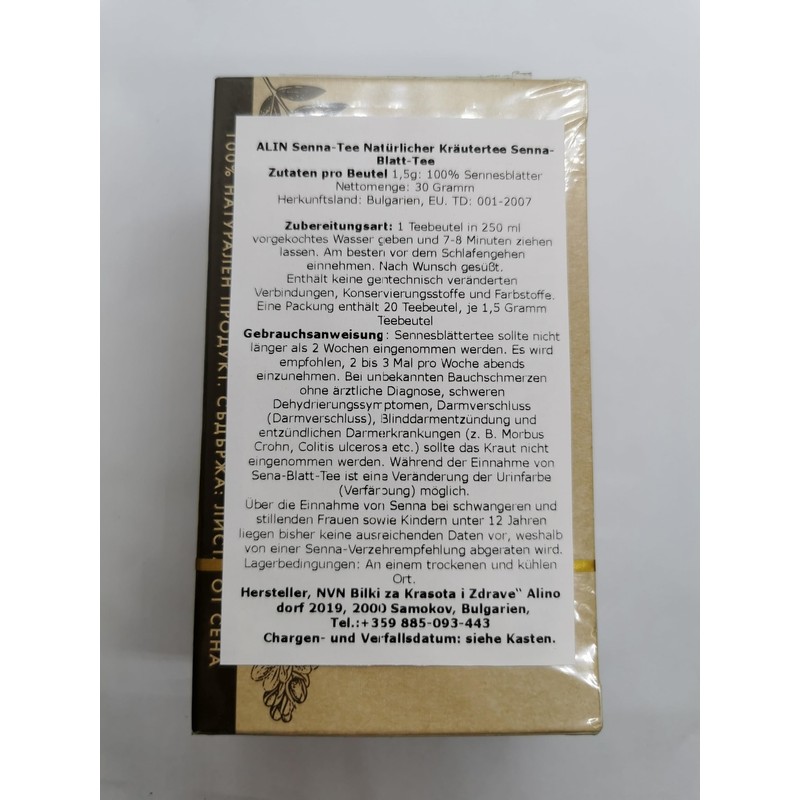 ALIN Senna-Tee Natürlicher Kräutertee Senna-
Blatt-Tee
Zutaten pro Beutel 1,5g: 100% Sennesblätter
Nettomenge: 30 Gramm
Herkunftsland: Bulgarien, EU. TD: 001-2007
Zubereitungsart: 1 Teebeutel in 250 ml
vorgekochtes Wasser geben und 7-8 Minuten ziehen
lassen. Am besten vor dem Schlafengehen
einnehmen. Nach Wunsch gesüßt.
Enthält keine gentechnisch veränderten
Verbindungen, Konservierungsstoffe und Farbstoffe.
Eine Packung enthält 20 Teebeutel, je 1,5 Gramm
Teebeutel
Gebrauchsanweisung: Sennesblättertee sollte nicht
länger als 2 Wochen eingenommen werden. Es wird
empfohlen, 2 bis 3 Mal pro Woche abends
einzunehmen. Bei unbekannten Bauchschmerzen
ohne ärztliche Diagnose, schweren
Dehydrierungssymptomen, Darmverschluss
(Darmverschluss), Blinddarmentzündung und
entzündlichen Darmerkrankungen (z. B. Morbus
Crohn, Colitis ulcerosa etc.) sollte das Kraut nicht
eingenommen werden. Während der Einnahme von
Sena-Blatt-Tee ist eine Veränderung der Urinfarbe
(Verfärbung) möglich.
Über die Einnahme von Senna bei schwangeren und
stillenden Frauen sowie Kindern unter 12 Jahren
liegen bisher keine ausreichenden Daten vor, weshalb
von einer Senna-Verzehrempfehlung abgeraten wird.
Lagerbedingungen: An einem trockenen und kühlen
Ort.
Hersteller, NVN Bilki za Krasota i Zdrave" Alino
dorf 2019, 2000 Samokov, Bulgarien,
Tel.:+359 885-093-443
Chargen- und Verfallsdatum: siehe Kasten.
100% НАТУРАЛЕН ПРОДУКТ. СЪДЪРЖА: ЛИСТ ОТ СЕНА